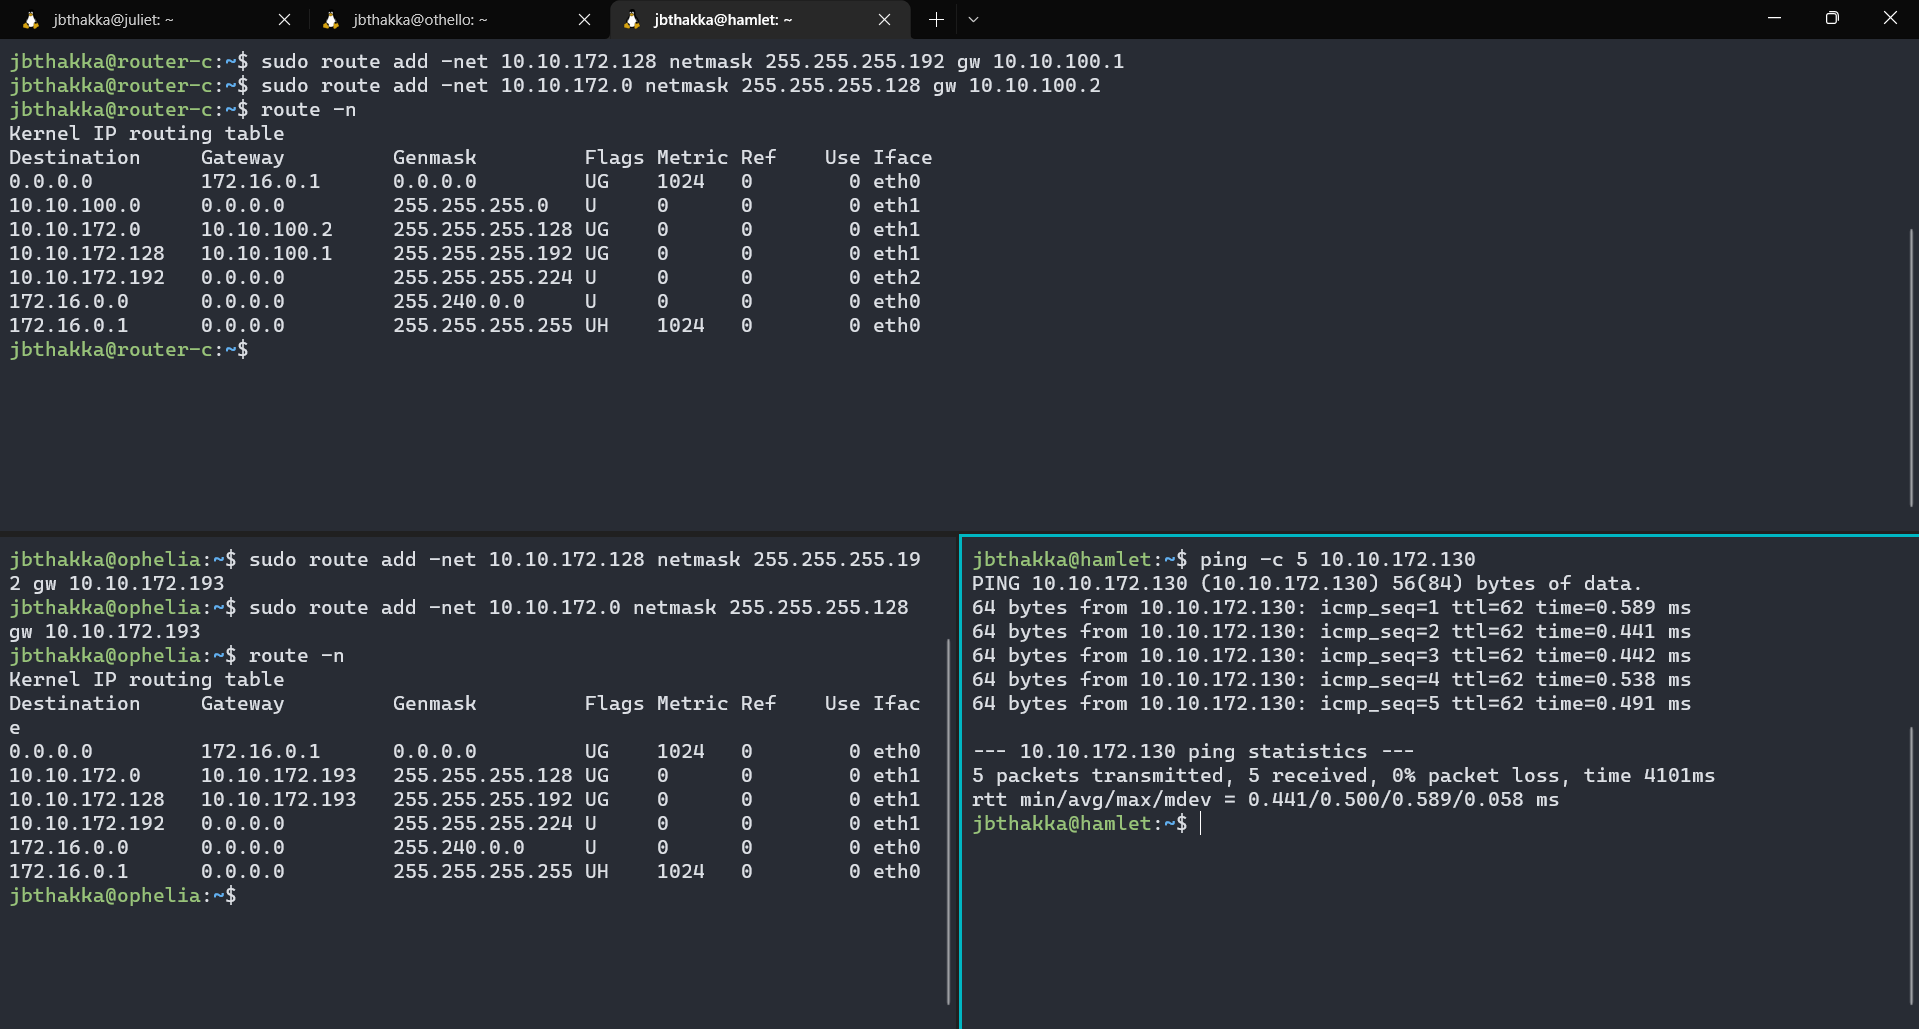 jbthakka@juliet: ~
jbthakka@othello: ~
jbthakka@hamlet: ~
jbthakka@router-c:~$ sudo route add -net 10.10.172.128 netmask 255.255.255.192 gw 10.10.100.1
jbthakka@router-c:~$ sudo route add -net 10.10.172.0 netmask 255.255.255.128 gw 10.10.100.2
jbthakka@router-c:~$ route -n
Kernel IP routing table
Destination     Gateway         Genmask         Flags Metric Ref    Use Iface
0.0.0.0         172.16.0.1      0.0.0.0         UG    1024   0        0 eth0
10.10.100.0     0.0.0.0         255.255.255.0   U     0      0        0 eth1
10.10.172.0     10.10.100.2     255.255.255.128 UG    0      0        0 eth1
10.10.172.128   10.10.100.1     255.255.255.192 UG    0      0        0 eth1
10.10.172.192   0.0.0.0         255.255.255.224 U     0      0        0 eth2
172.16.0.0      0.0.0.0         255.240.0.0     U     0      0        0 eth0
172.16.0.1      0.0.0.0         255.255.255.255 UH    1024   0        0 eth0
jbthakka@router-c:~$
jbthakka@ophelia:~$ sudo route add -net 10.10.172.128 netmask 255.255.255.19
2 gw 10.10.172.193
jbthakka@ophelia:~$ sudo route add -net 10.10.172.0 netmask 255.255.255.128
gw 10.10.172.193
jbthakka@ophelia:~$ route -n
Kernel IP routing table
Destination     Gateway         Genmask         Flags Metric Ref    Use Ifac
e
0.0.0.0         172.16.0.1      0.0.0.0         UG    1024   0        0 eth0
10.10.172.0     10.10.172.193   255.255.255.128 UG    0      0        0 eth1
10.10.172.128   10.10.172.193   255.255.255.192 UG    0      0        0 eth1
10.10.172.192   0.0.0.0         255.255.255.224 U     0      0        0 eth1
172.16.0.0      0.0.0.0         255.240.0.0     U     0      0        0 eth0
172.16.0.1      0.0.0.0         255.255.255.255 UH    1024   0        0 eth0
jbthakka@ophelia:~$
jbthakka@hamlet:~$ ping -c 5 10.10.172.130
PING 10.10.172.130 (10.10.172.130) 56(84) bytes of data.
64 bytes from 10.10.172.130: icmp_seq=1 ttl=62 time=0.589 ms
64 bytes from 10.10.172.130: icmp_seq=2 ttl=62 time=0.441 ms
64 bytes from 10.10.172.130: icmp_seq=3 ttl=62 time=0.442 ms
64 bytes from 10.10.172.130: icmp_seq=4 ttl=62 time=0.538 ms
64 bytes from 10.10.172.130: icmp_seq=5 ttl=62 time=0.491 ms
--- 10.10.172.130 ping statistics ---
5 packets transmitted, 5 received, 0% packet loss, time 4101ms
rtt min/avg/max/mdev = 0.441/0.500/0.589/0.058 ms
jbthakka@hamlet:~$